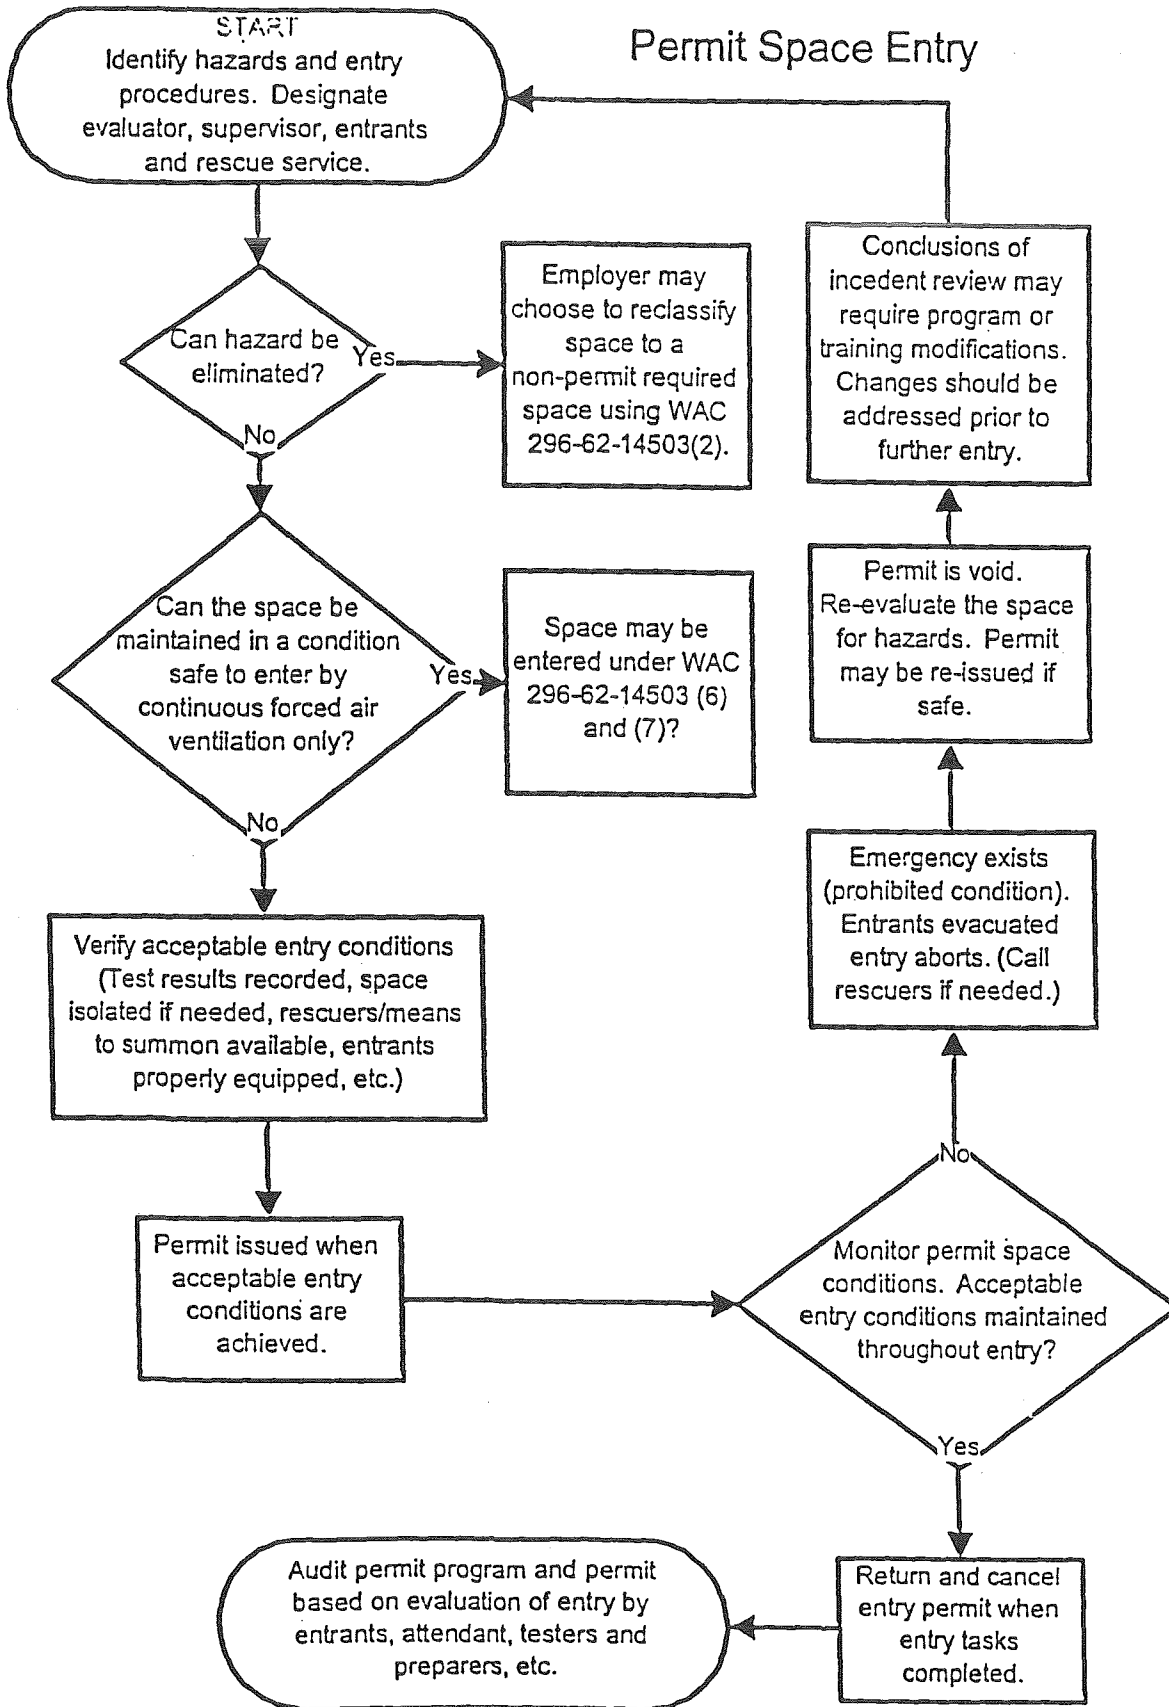 Permit Space Entry
START
Identify hazards and entry
procedures. Designate
evaluator, supervisor, entrants
and rescue service.
Can hazard be
eliminated?
Yes
No
Employer may
choose to reclassify
space to a
non-permit required
space using WAC
296-62-14503(2).
Can the space be
maintained in a condition
safe to enter by
continuous forced air
ventilation only?
Yes
No
Space may be
entered under WAC
296-62-14503 (6)
and (7)?
Verify acceptable entry conditions
(Test results recorded, space
isolated if needed, rescuers/means
to summon available, entrants
properly equipped, etc.)
Permit issued when
acceptable entry
conditions are
achieved.
Monitor permit space
conditions. Acceptable
entry conditions maintained
throughout entry?
No
Yes
Emergency exists
(prohibited condition).
Entrants evacuated
entry aborts. (Call
rescuers if needed.)
Permit is void.
Re-evaluate the space
for hazards. Permit
may be re-issued if
safe.
Conclusions of
incedent review may
require program or
training modifications.
Changes should be
addressed prior to
further entry.
Return and cancel
entry permit when
entry tasks
completed.
Audit permit program and permit
based on evaluation of entry by
entrants, attendant, testers and
preparers, etc.